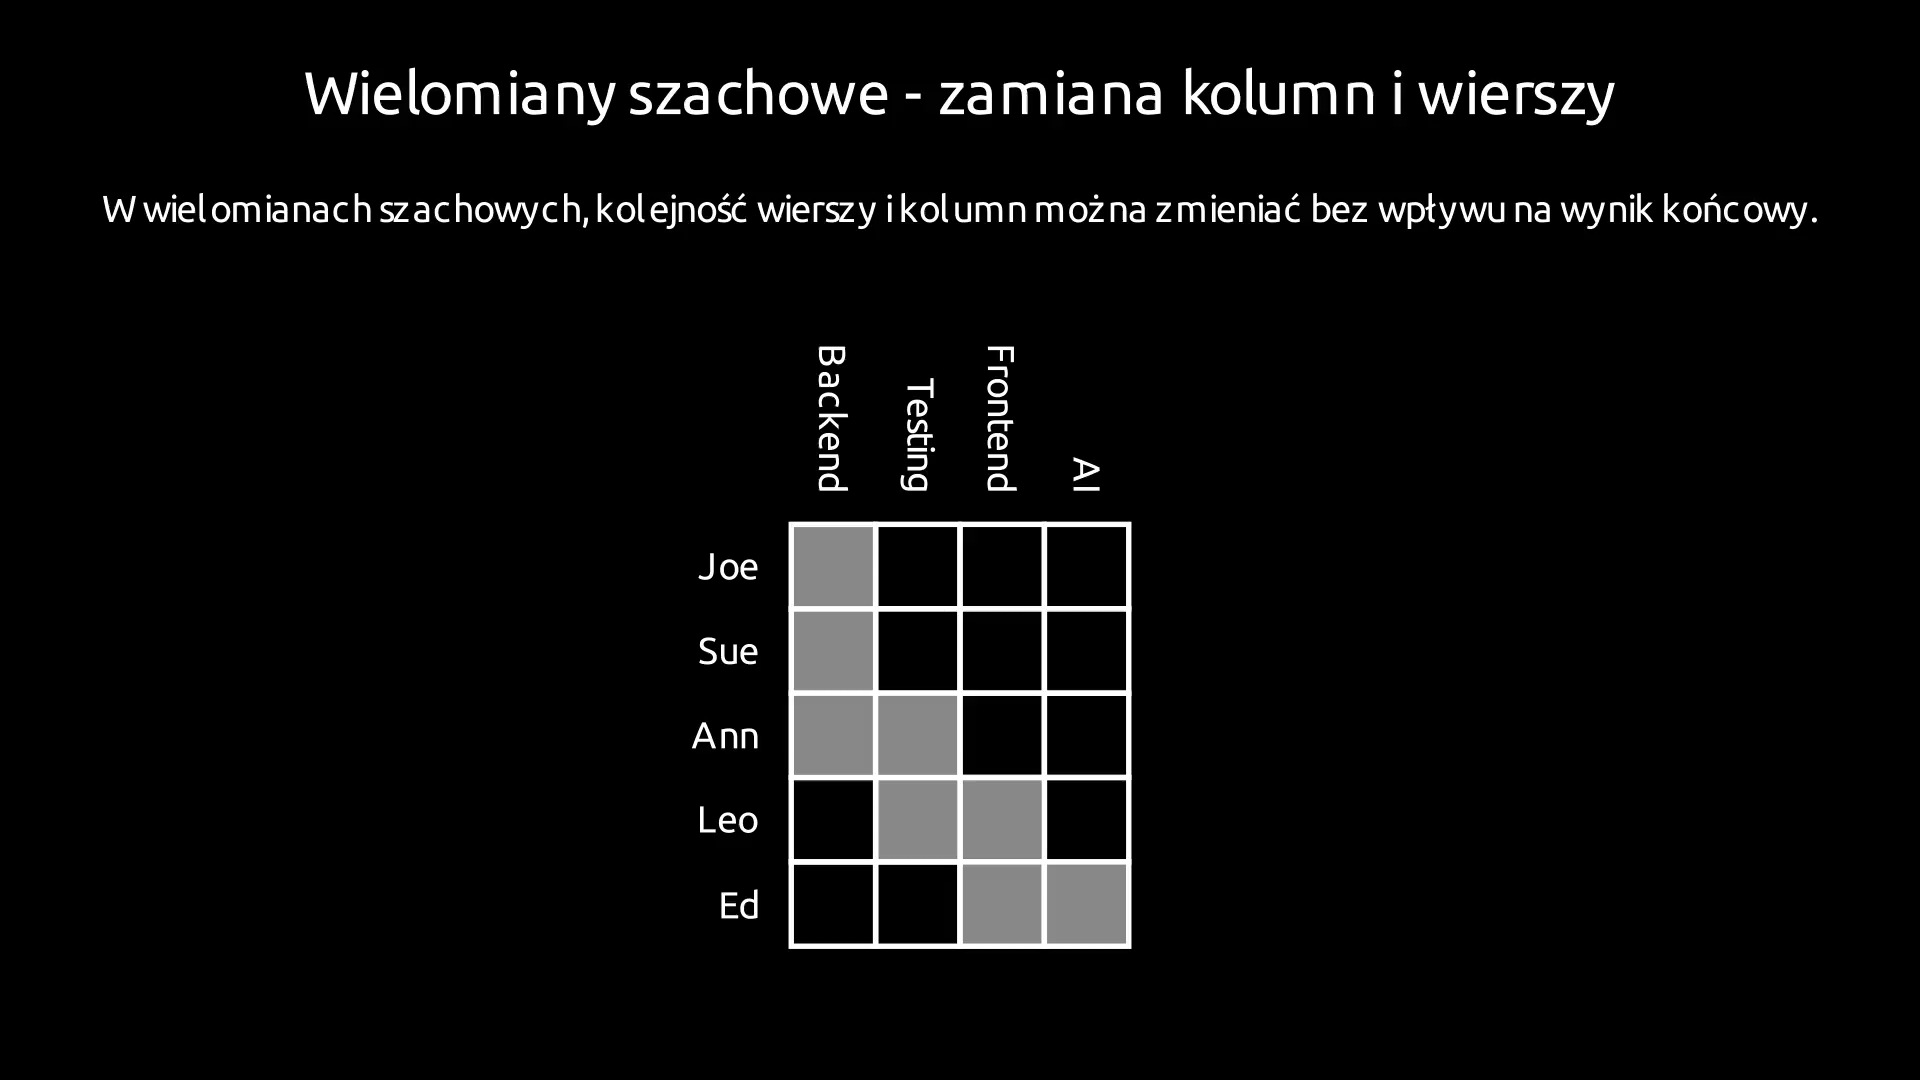 Wielomiany szachowe - zamiana kolumn i wierszy
W wielomianach szachowych, kolejność wierszy i kolumn można zmieniać bez wpływu na wynik końcowy.
Backend
Testing
Frontend
AI
Joe
Sue
Ann
Leo
Ed